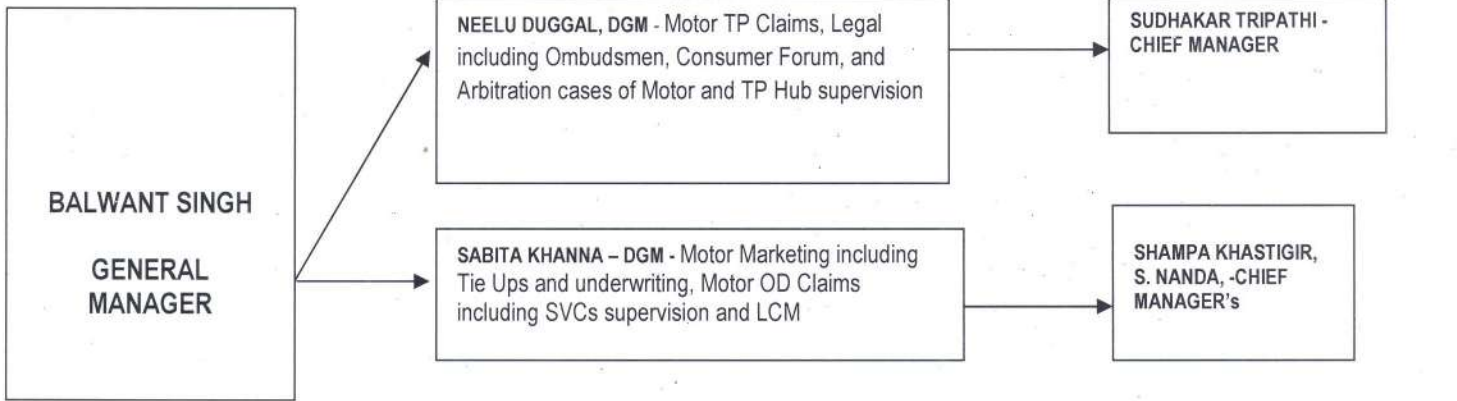 BALWANT SINGH
GENERAL
MANAGER
NEELU DUGGAL, DGM - Motor TP Claims, Legal
including Ombudsmen, Consumer Forum, and
Arbitration cases of Motor and TP Hub supervision
SUDHAKAR TRIPATHI -
CHIEF MANAGER
SABITA KHANNA – DGM - Motor Marketing including
Tie Ups and underwriting, Motor OD Claims
including SVCs supervision and LCM
SHAMPA KHASTIGIR,
S. NANDA, -CHIEF
MANAGER's